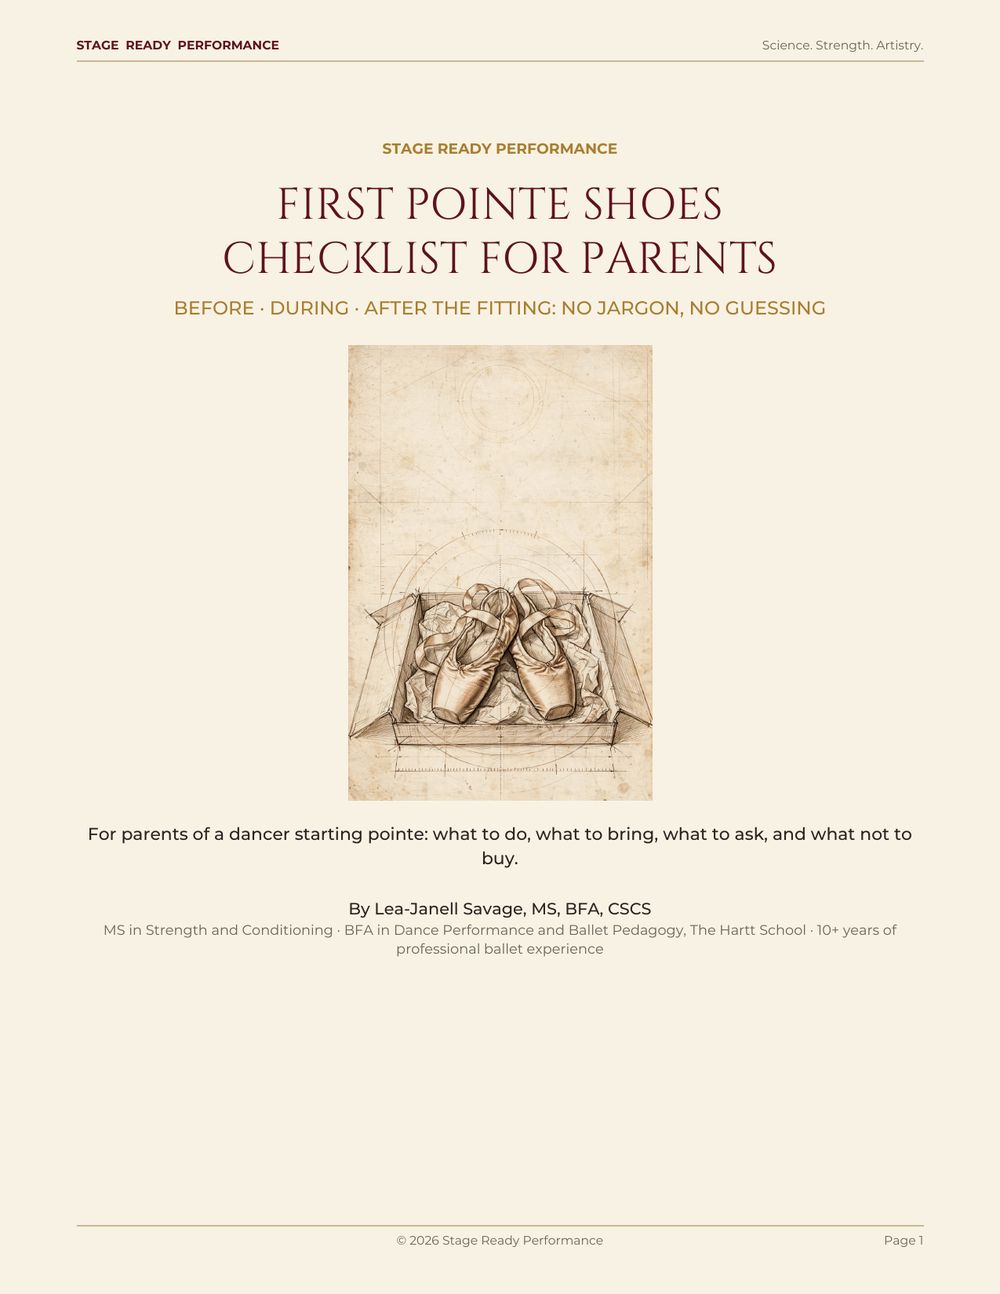 STAGE READY PERFORMANCE
Science. Strength. Artistry.
STAGE READY PERFORMANCE
FIRST POINTE SHOES
CHECKLIST FOR PARENTS
BEFORE · DURING · AFTER THE FITTING: NO JARGON, NO GUESSING
For parents of a dancer starting pointe: what to do, what to bring, what to ask, and what not to
buy.
By Lea-Janell Savage, MS, BFA, CSCS
MS in Strength and Conditioning · BFA in Dance Performance and Ballet Pedagogy, The Hartt School · 10+ years of
professional ballet experience
© 2026 Stage Ready Performance
Page 1